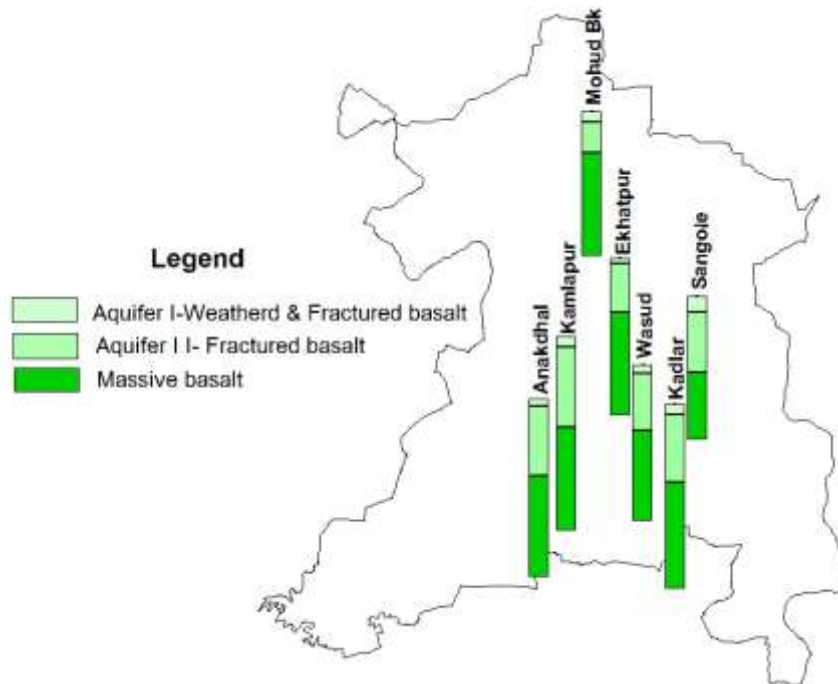 Mohud Bk
Ekhatpur
Sangole
Kamlapur
Wasud
Anakdhal
Kadlar
Legend
Aquifer I-Weatherd & Fractured basalt
Aquifer I I- Fractured basalt
Massive basalt